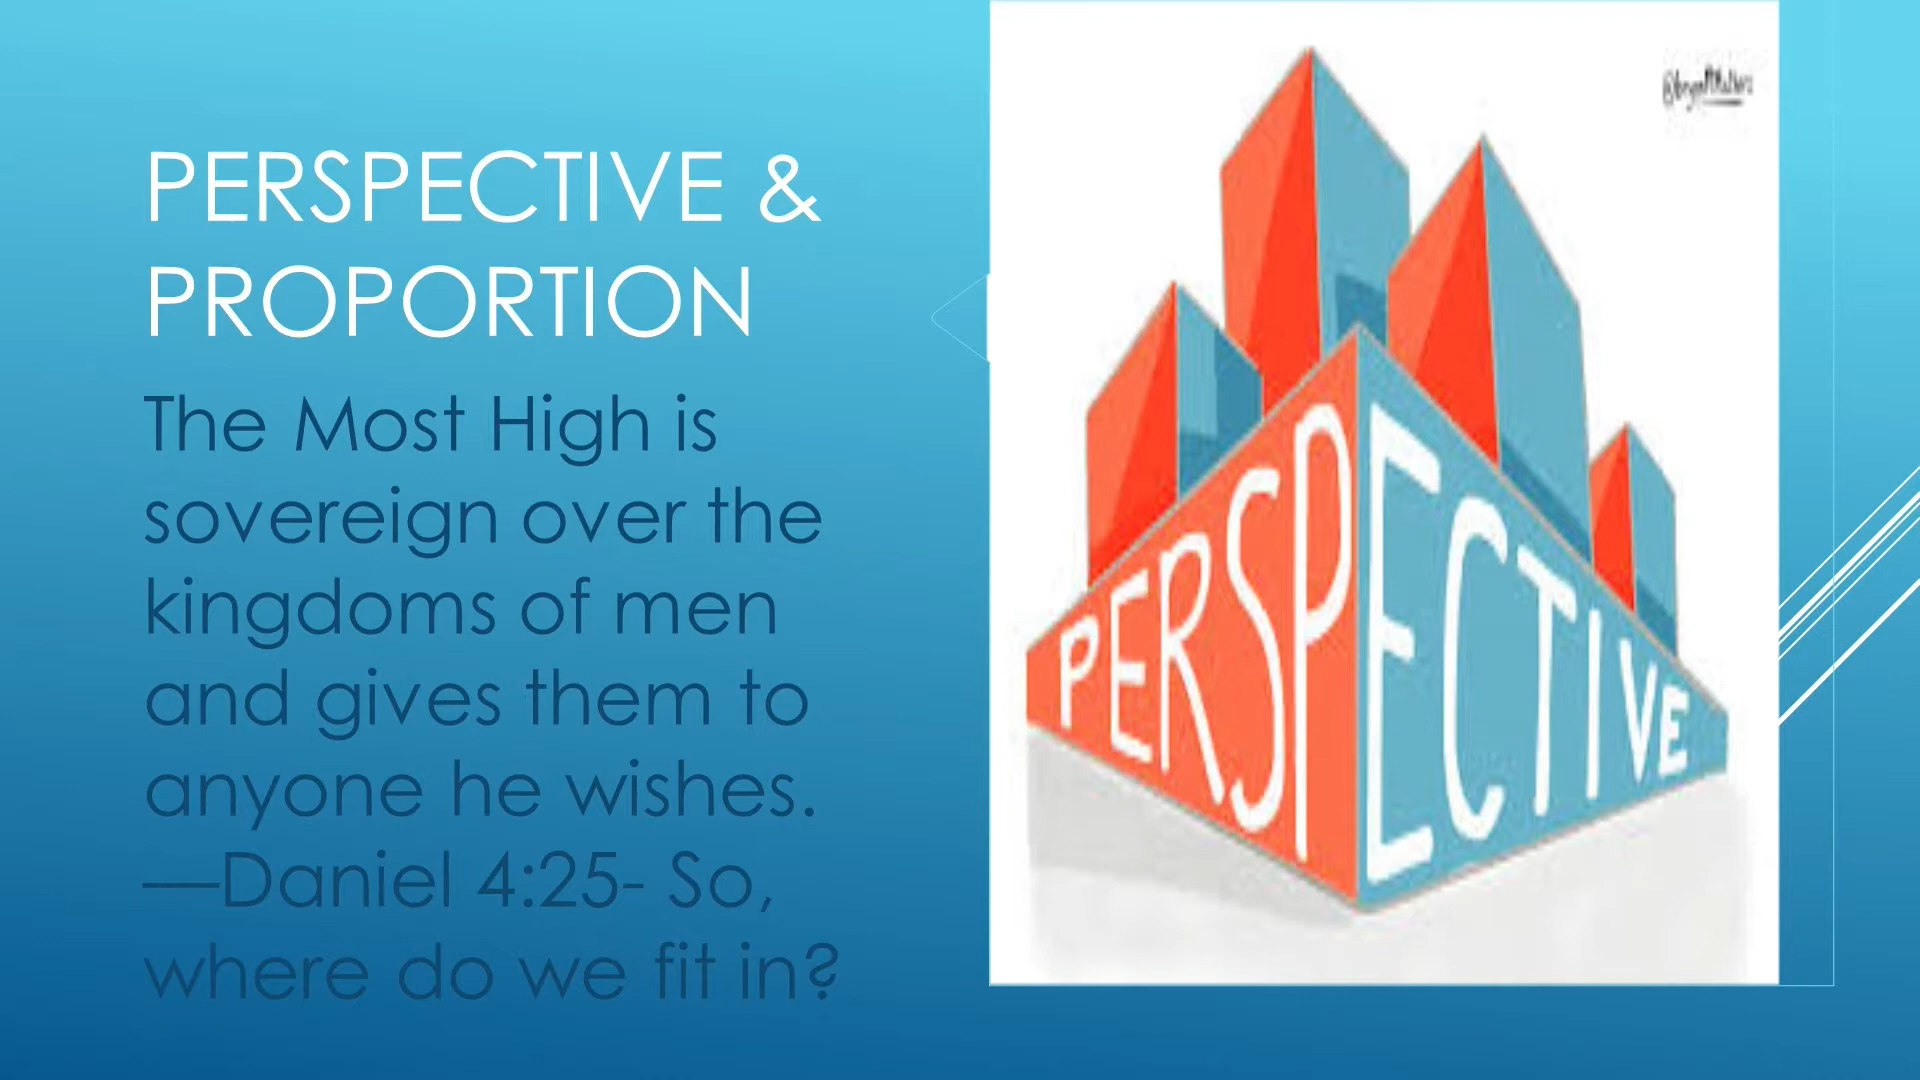 PERSPECTIVE &
PROPORTION
The Most High is
sovereign over the
kingdoms of men
and gives them to
anyone he wishes.
—Daniel 4:25- So,
where do we fit in?
PERSPECTIVE